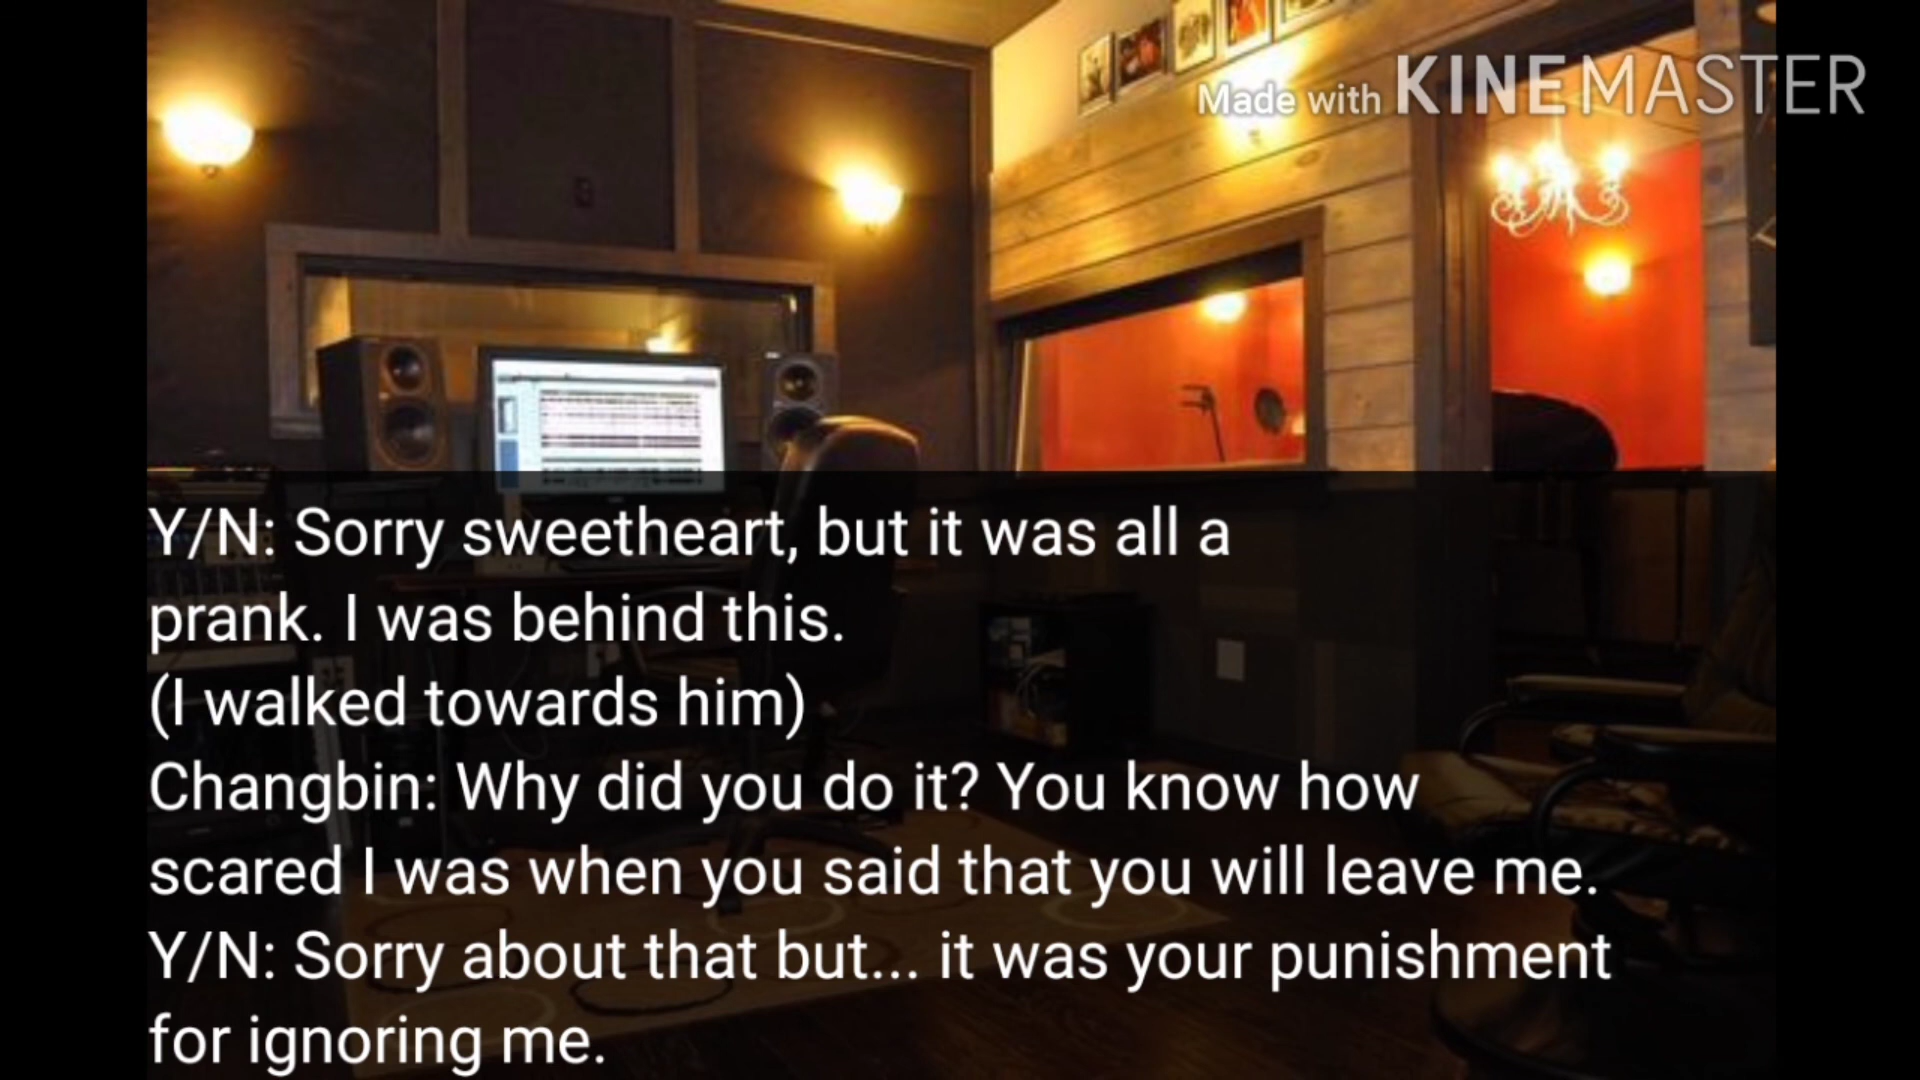 Made with KINEMASTER
Y/N: Sorry sweetheart, but it was all a
prank. I was behind this.
(I walked towards him)
Changbin: Why did you do it? You know how
scared I was when you said that you will leave me.
Y/N: Sorry about that but... it was your punishment
for ignoring me.